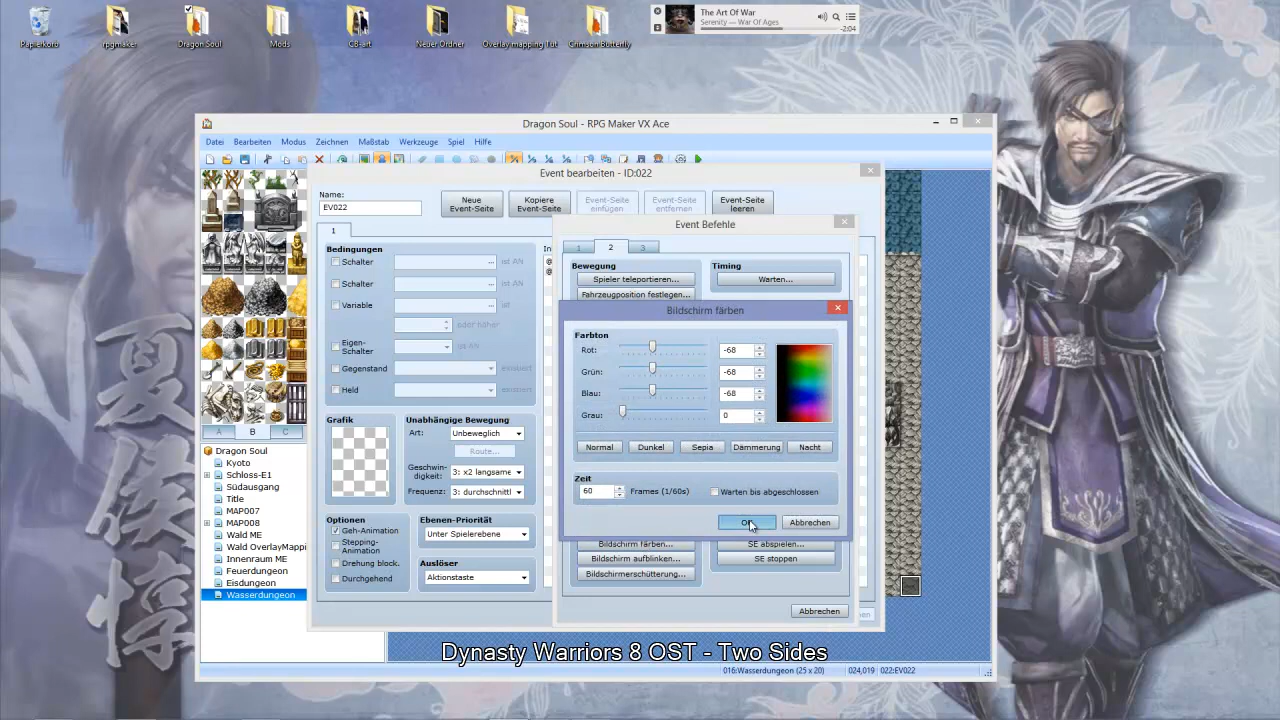 The Art Of War
Serenity — War Of Ages
-2:04
Papierkorb
rpgmaker
Dragon Soul
Mods
CB-art
Neuer Ordner
Overlay mapping Tut
Crimson Butterfly
Dragon Soul - RPG Maker VX Ace
Datei Bearbeiten Modus Zeichnen Maßstab Werkzeuge Spiel Hilfe
Event bearbeiten - ID:022
Name:
EV022
Neue
Event-Seite
Kopiere
Event-Seite
Event-Seite
einfügen
Event-Seite
entfernen
Event-Seite
leeren
1
Bedingungen
Schalter ... ist AN
Schalter ... ist AN
Variable ... ist
oder höher
Eigen-
Schalter
ist AN
Gegenstand
Held
Grafik
Unabhängige Bewegung
Art: Unbeweglich
Route...
Geschwin-
digkeit:
3: x2 langsame
Frequenz: 3: durchschnittl
Optionen
Geh-Animation
Stepping-
Animation
Drehung block.
Durchgehend
Ebenen-Priorität
Unter Spielerebene
Auslöser
Aktionstaste
Event Befehle
1 2 3
Bewegung
Spieler teleportieren...
Fahrzeugposition festlegen...
Timing
Warten...
Bildschirm färben
Farbton
Rot: -68
Grün: -68
Blau: -68
Grau: 0
Normal Dunkel Sepia Dämmerung Nacht
Zeit
60 Frames (1/60s) Warten bis abgeschlossen
Abbrechen
Bildschirm färben...
Bildschirm aufblinken...
Bildschirmerschütterung...
SE abspielen...
SE stoppen
Abbrechen
A B C
Dragon Soul
Kyoto
Schloss-E1
Südausgang
Title
MAP007
MAP008
Wald ME
Wald OverlayMappi
Innenraum ME
Feuerdungeon
Eisdungeon
Wasserdungeon
016:Wasserdungeon (25 x 20) 024,019 022:EV022
Dynasty Warriors 8 OST - Two Sides
夏侯惇